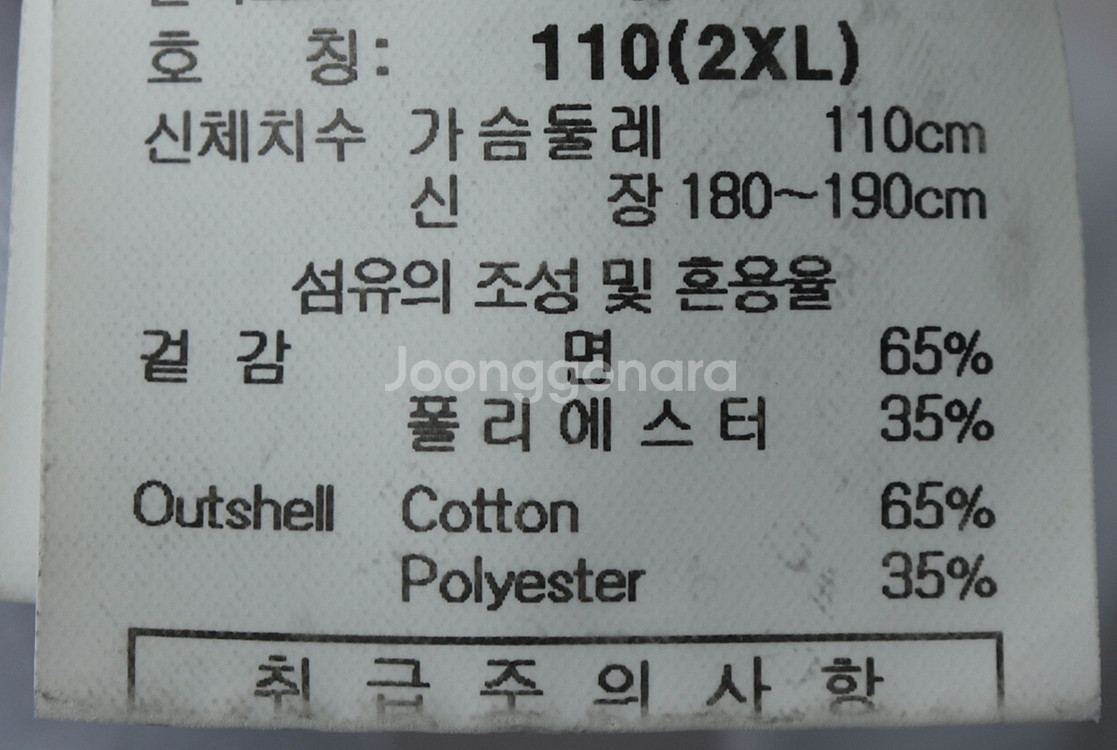 호 칭: 110(2XL)
신체치수 가슴둘레 110cm
신 장 180~190cm
섬유의 조성 및 혼용율
겉 감 면 65%
Joonggonara
폴리에스터 35%
Outshell Cotton 65%
Polyester 35%
취급주의사항